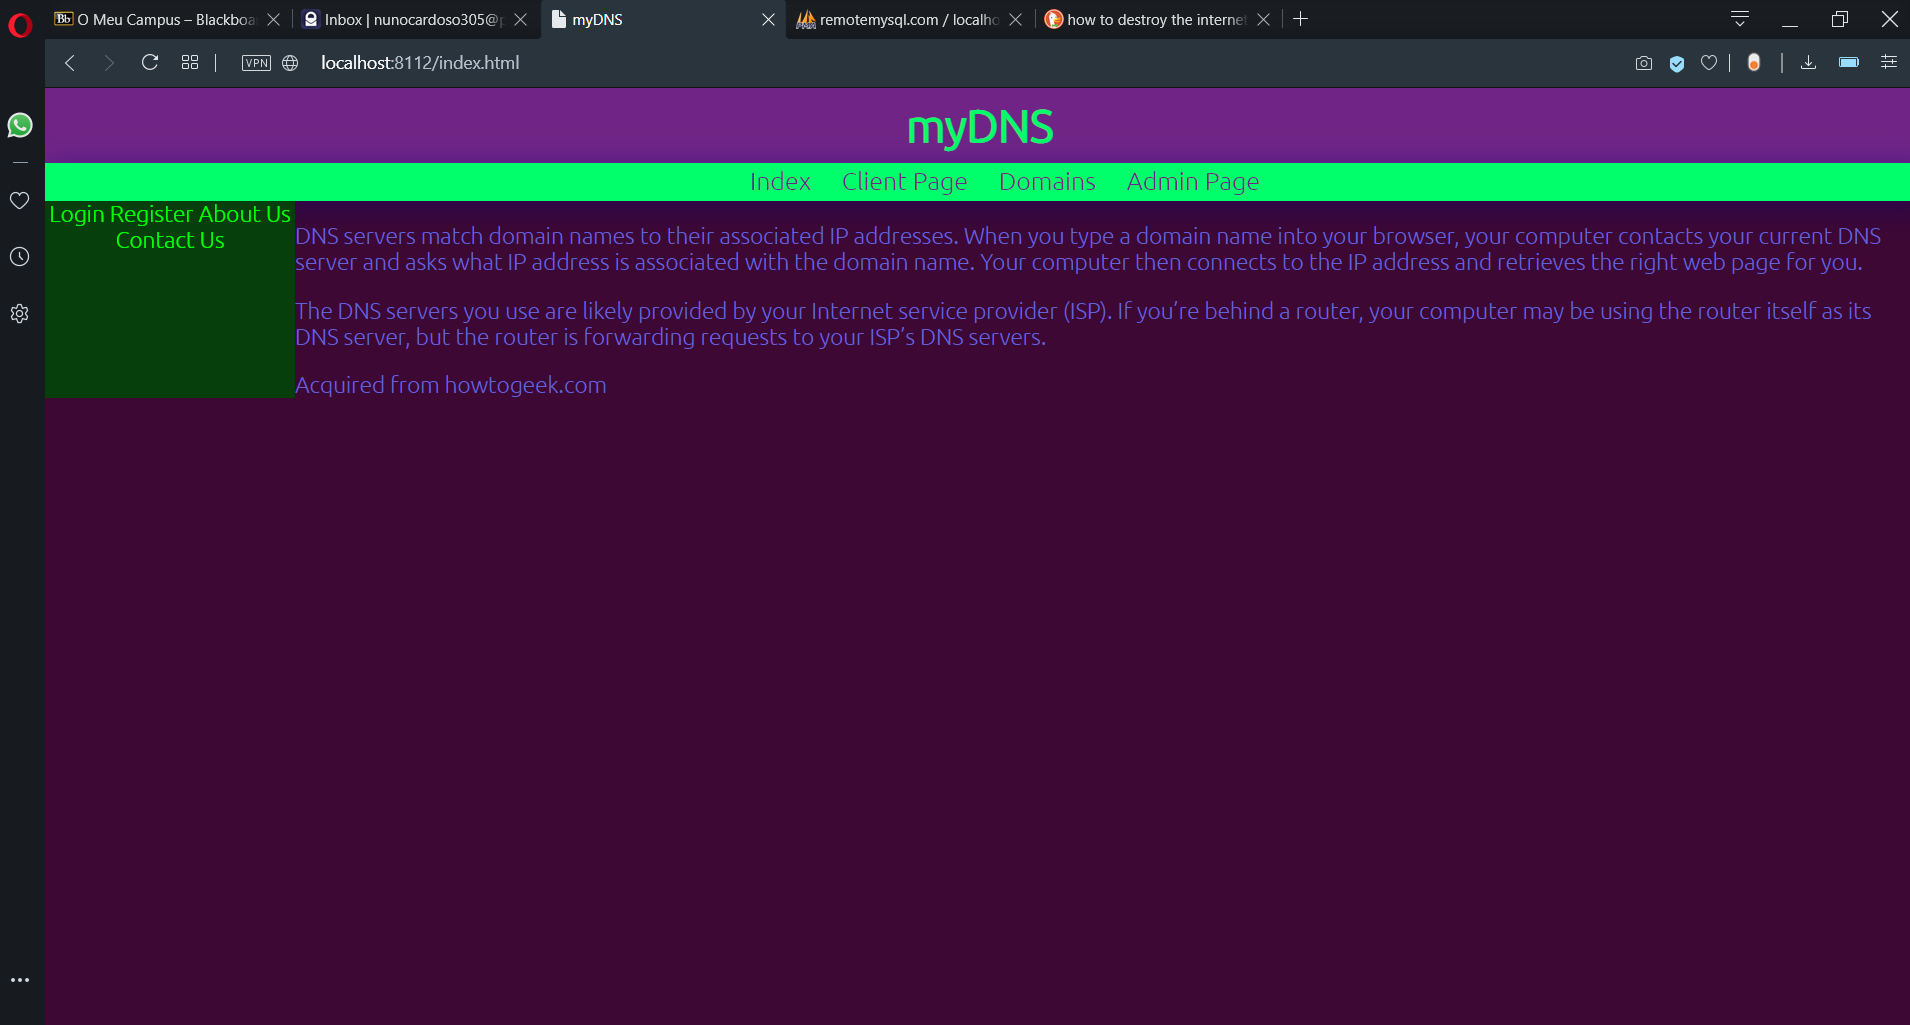 Bb O Meu Campus – Blackboa
Inbox | nunocardoso305@p
myDNS
remotemysql.com / localho
how to destroy the internet
VPN
localhost:8112/index.html
myDNS
Index Client Page Domains Admin Page
Login Register About Us
Contact Us
DNS servers match domain names to their associated IP addresses. When you type a domain name into your browser, your computer contacts your current DNS
server and asks what IP address is associated with the domain name. Your computer then connects to the IP address and retrieves the right web page for you.
The DNS servers you use are likely provided by your Internet service provider (ISP). If you’re behind a router, your computer may be using the router itself as its
DNS server, but the router is forwarding requests to your ISP’s DNS servers.
Acquired from howtogeek.com